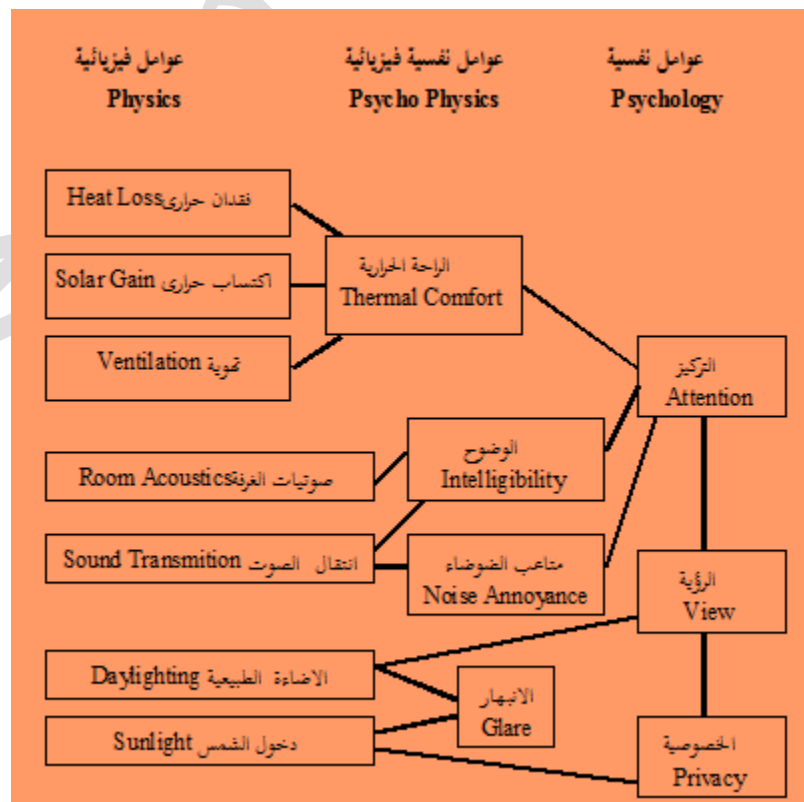 عوامل فيزيائية
Physics
عوامل نفسية فيزيائية
Psycho Physics
عوامل نفسية
Psychology
Heat Loss فقدان حرارى
Solar Gain اكتساب حرارى
Ventilation تهوية
الراحة الحرارية
Thermal Comfort
التركيز
Attention
Room Acoustics صوتيات الغرفة
الوضوح
Intelligibility
Sound Transmition انتقال الصوت
متاعب الضوضاء
Noise Annoyance
الرؤية
View
Daylighting الاضاءة الطبيعية
الانبهار
Glare
Sunlight دخول الشمس
الخصوصية
Privacy